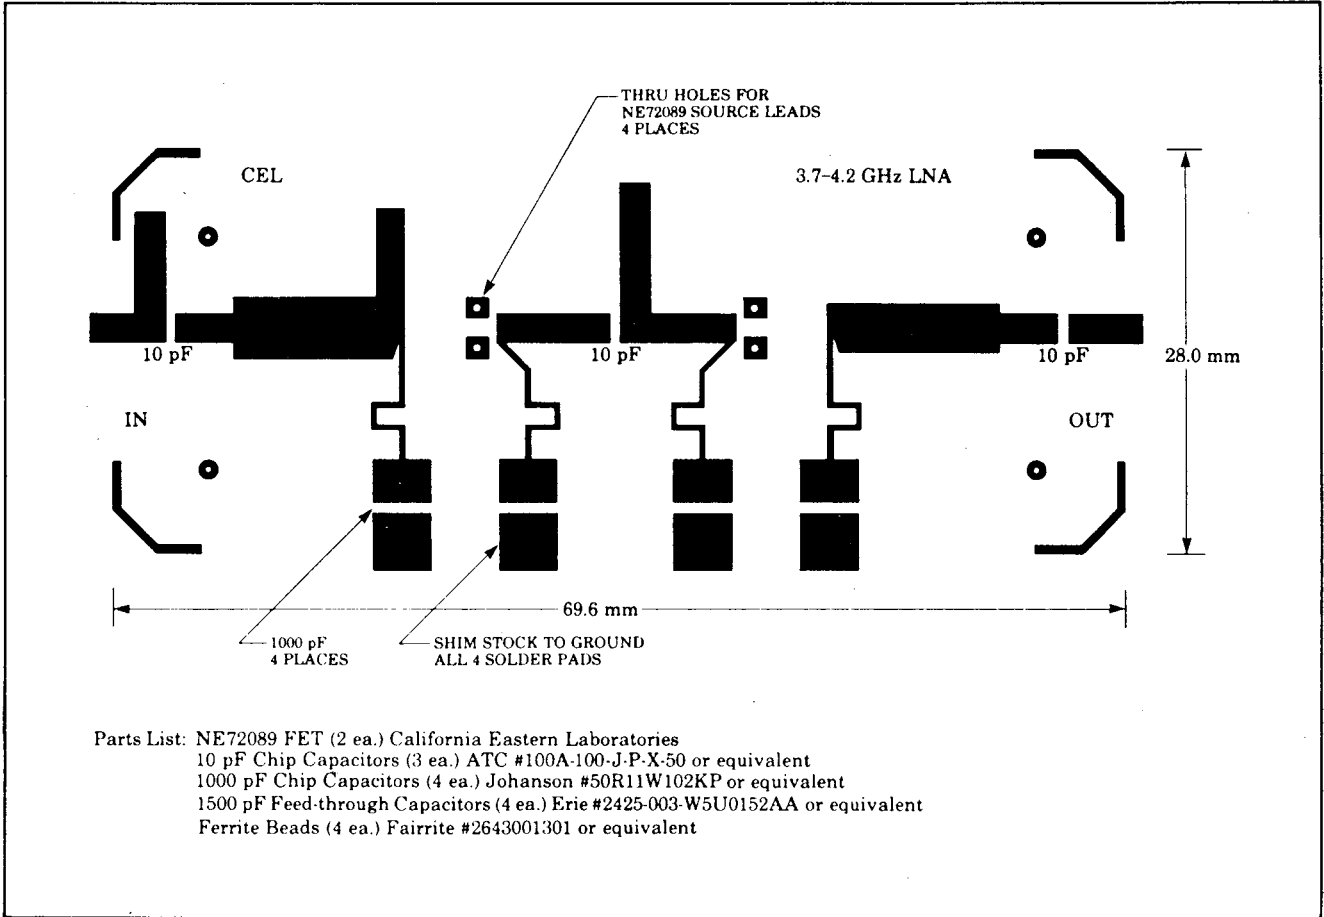 THRU HOLES FOR
NE72089 SOURCE LEADS
4 PLACES
CEL
3.7–4.2 GHz LNA
10 pF
10 pF
10 pF
28.0 mm
IN
OUT
69.6 mm
1000 pF
4 PLACES
SHIM STOCK TO GROUND
ALL 4 SOLDER PADS
Parts List: NE72089 FET (2 ea.) California Eastern Laboratories
10 pF Chip Capacitors (3 ea.) ATC #100A-100-J-P-X-50 or equivalent
1000 pF Chip Capacitors (4 ea.) Johanson #50R11W102KP or equivalent
1500 pF Feed-through Capacitors (4 ea.) Erie #2425-003-W5U0152AA or equivalent
Ferrite Beads (4 ea.) Fairrite #2643001301 or equivalent